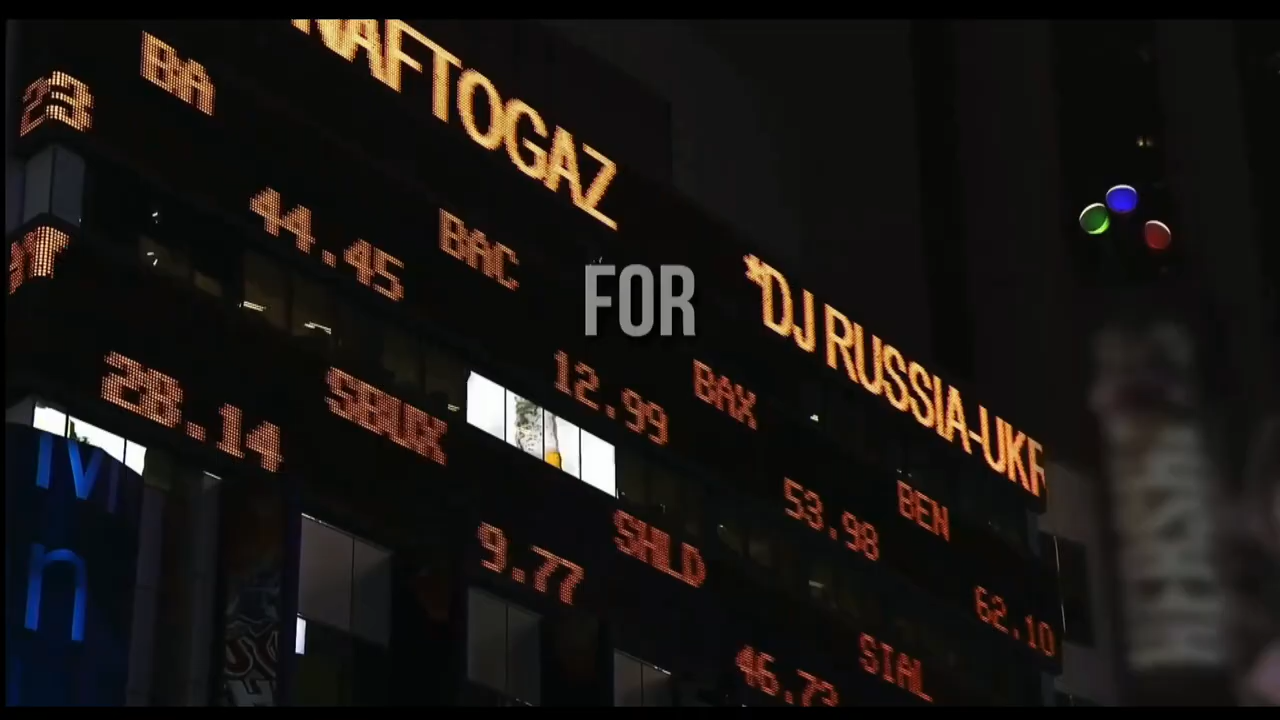 NAFTOGAZ
*DJ RUSSIA-UKR
23
BA
44.45
BAC
12.99
BAX
53.98
BEN
62.10
FOR
28.14
SBUX
9.77
SHLD
46.73
SIAL
n